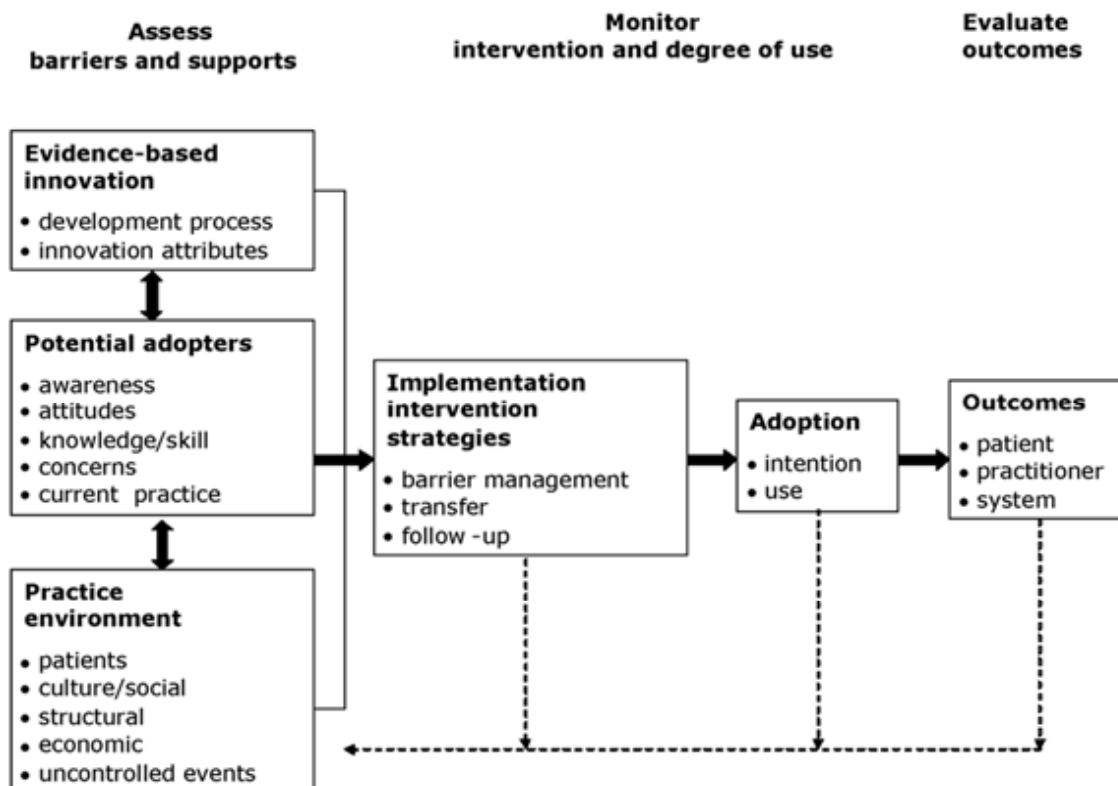 Assess
barriers and supports
Monitor
intervention and degree of use
Evaluate
outcomes
Evidence-based
innovation
• development process
• innovation attributes
Potential adopters
• awareness
• attitudes
• knowledge/skill
• concerns
• current practice
Practice
environment
• patients
• culture/social
• structural
• economic
• uncontrolled events
Implementation
intervention
strategies
• barrier management
• transfer
• follow -up
Adoption
• intention
• use
Outcomes
• patient
• practitioner
• system